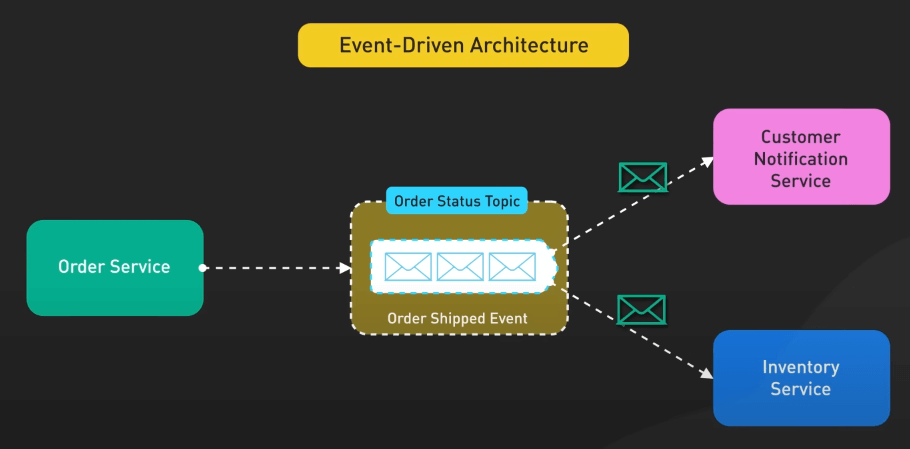 Event-Driven Architecture
Customer
Notification
Service
Order Status Topic
Order Service
Order Shipped Event
Inventory
Service